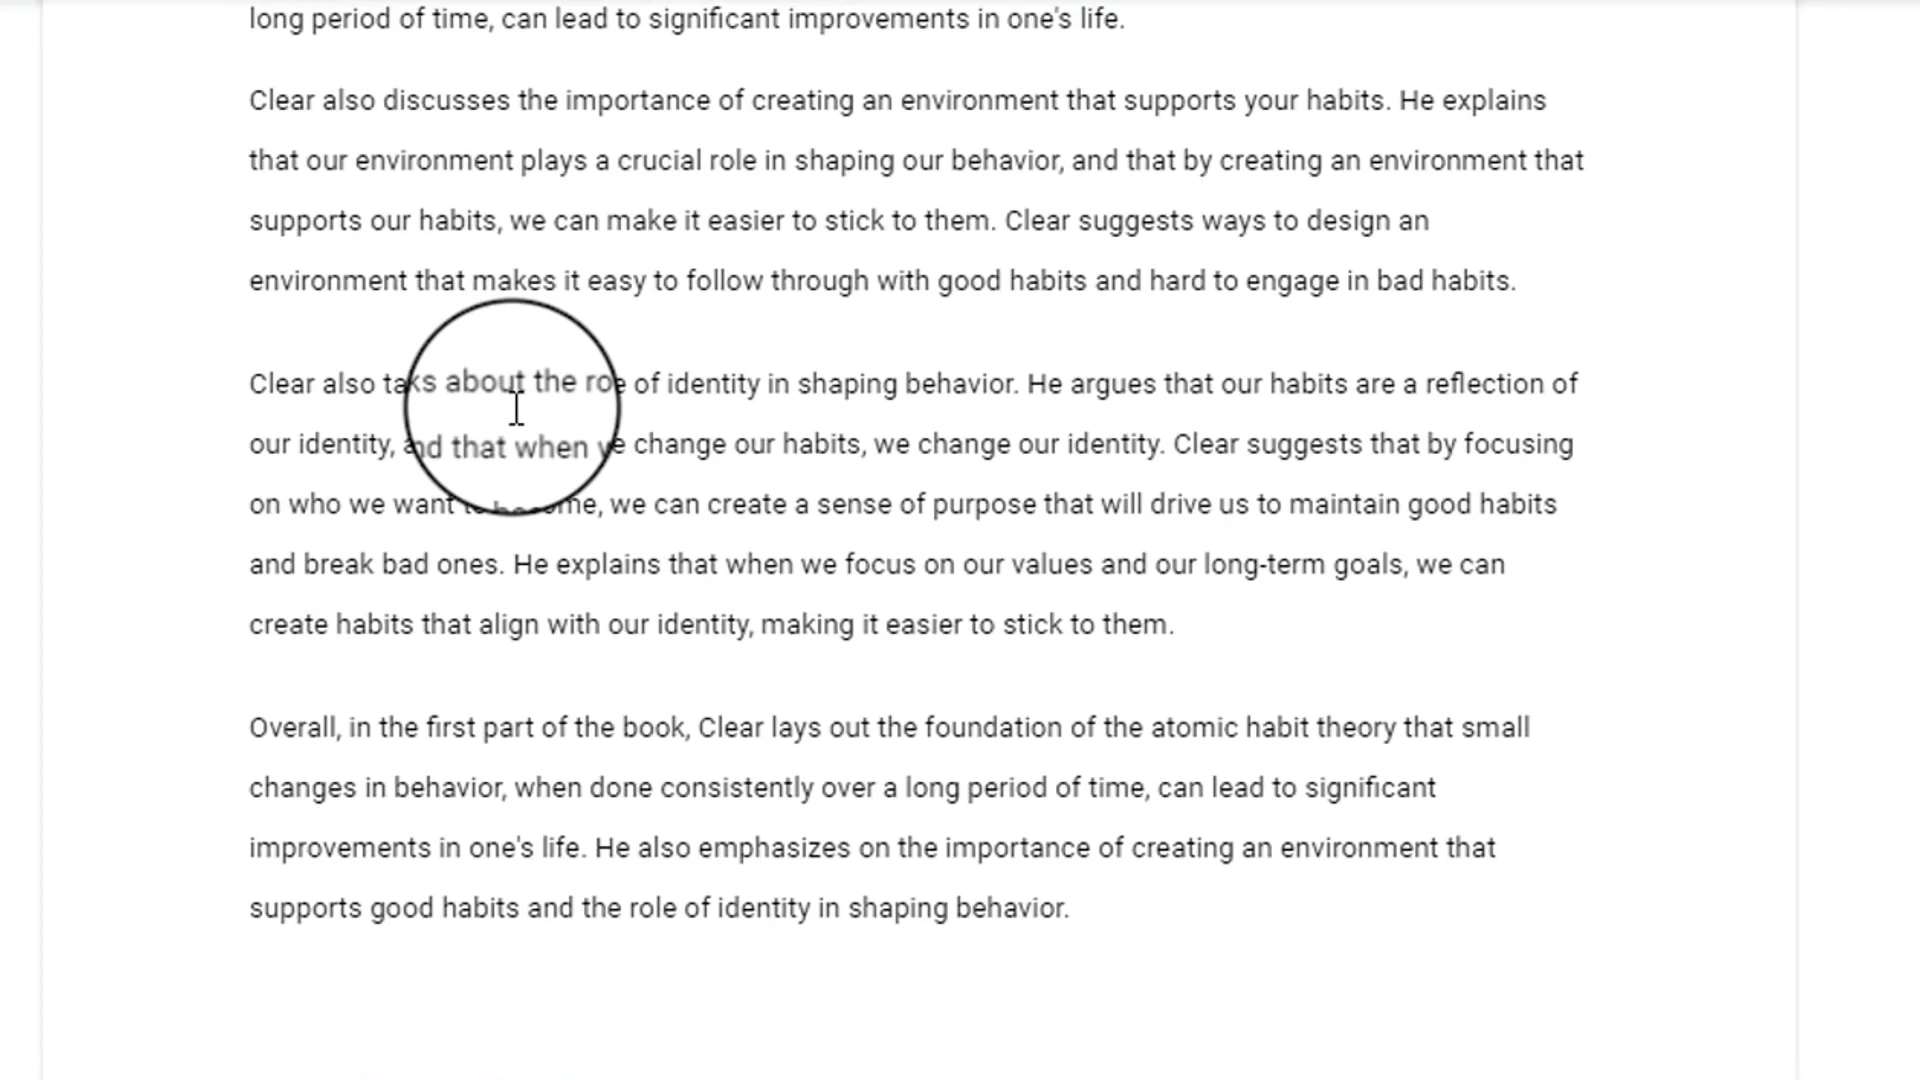 long period of time, can lead to significant improvements in one's life.
Clear also discusses the importance of creating an environment that supports your habits. He explains
that our environment plays a crucial role in shaping our behavior, and that by creating an environment that
supports our habits, we can make it easier to stick to them. Clear suggests ways to design an
environment that makes it easy to follow through with good habits and hard to engage in bad habits.
Clear also taks about the role of identity in shaping behavior. He argues that our habits are a reflection of
our identity, and that when we change our habits, we change our identity. Clear suggests that by focusing
on who we want to become, we can create a sense of purpose that will drive us to maintain good habits
and break bad ones. He explains that when we focus on our values and our long-term goals, we can
create habits that align with our identity, making it easier to stick to them.
Overall, in the first part of the book, Clear lays out the foundation of the atomic habit theory that small
changes in behavior, when done consistently over a long period of time, can lead to significant
improvements in one's life. He also emphasizes on the importance of creating an environment that
supports good habits and the role of identity in shaping behavior.